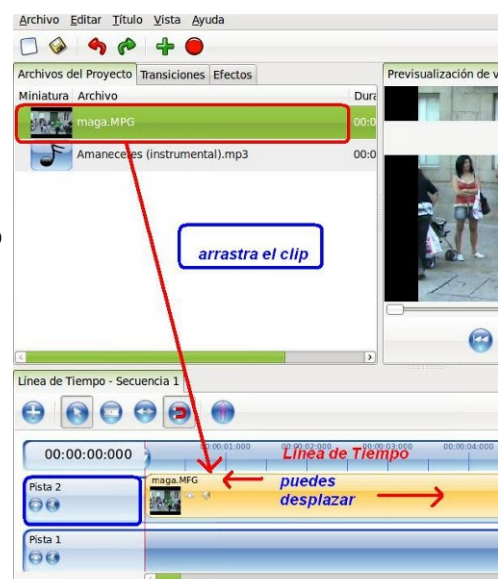 Archivo Editar Título Vista Ayuda
Archivos del Proyecto Transiciones Efectos
Previsualización de v
Miniatura Archivo Dura
maga.MPG 00:0
Amaneceres (instrumental).mp3 00:0
arrastra el clip
Línea de Tiempo - Secuencia 1
00:00:00:000
00:00:01:000 00:00:02:000 00:00:03:000 00:00:04:000
Línea de Tiempo
Pista 2
maga.MPG
puedes
desplazar
Pista 1